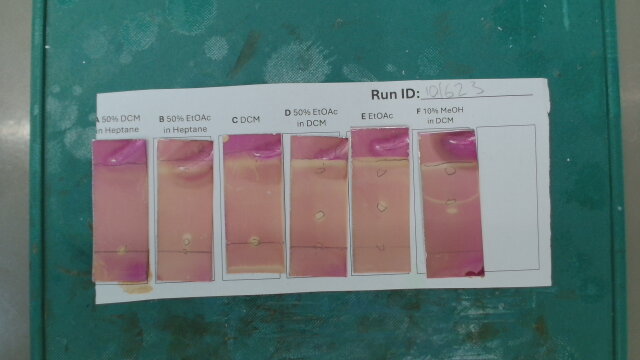 Run ID: 101623
A 50% DCM
in Heptane
B 50% EtOAc
in Heptane
C DCM
D 50% EtOAc
in DCM
E EtOAc
F 10% MeOH
in DCM